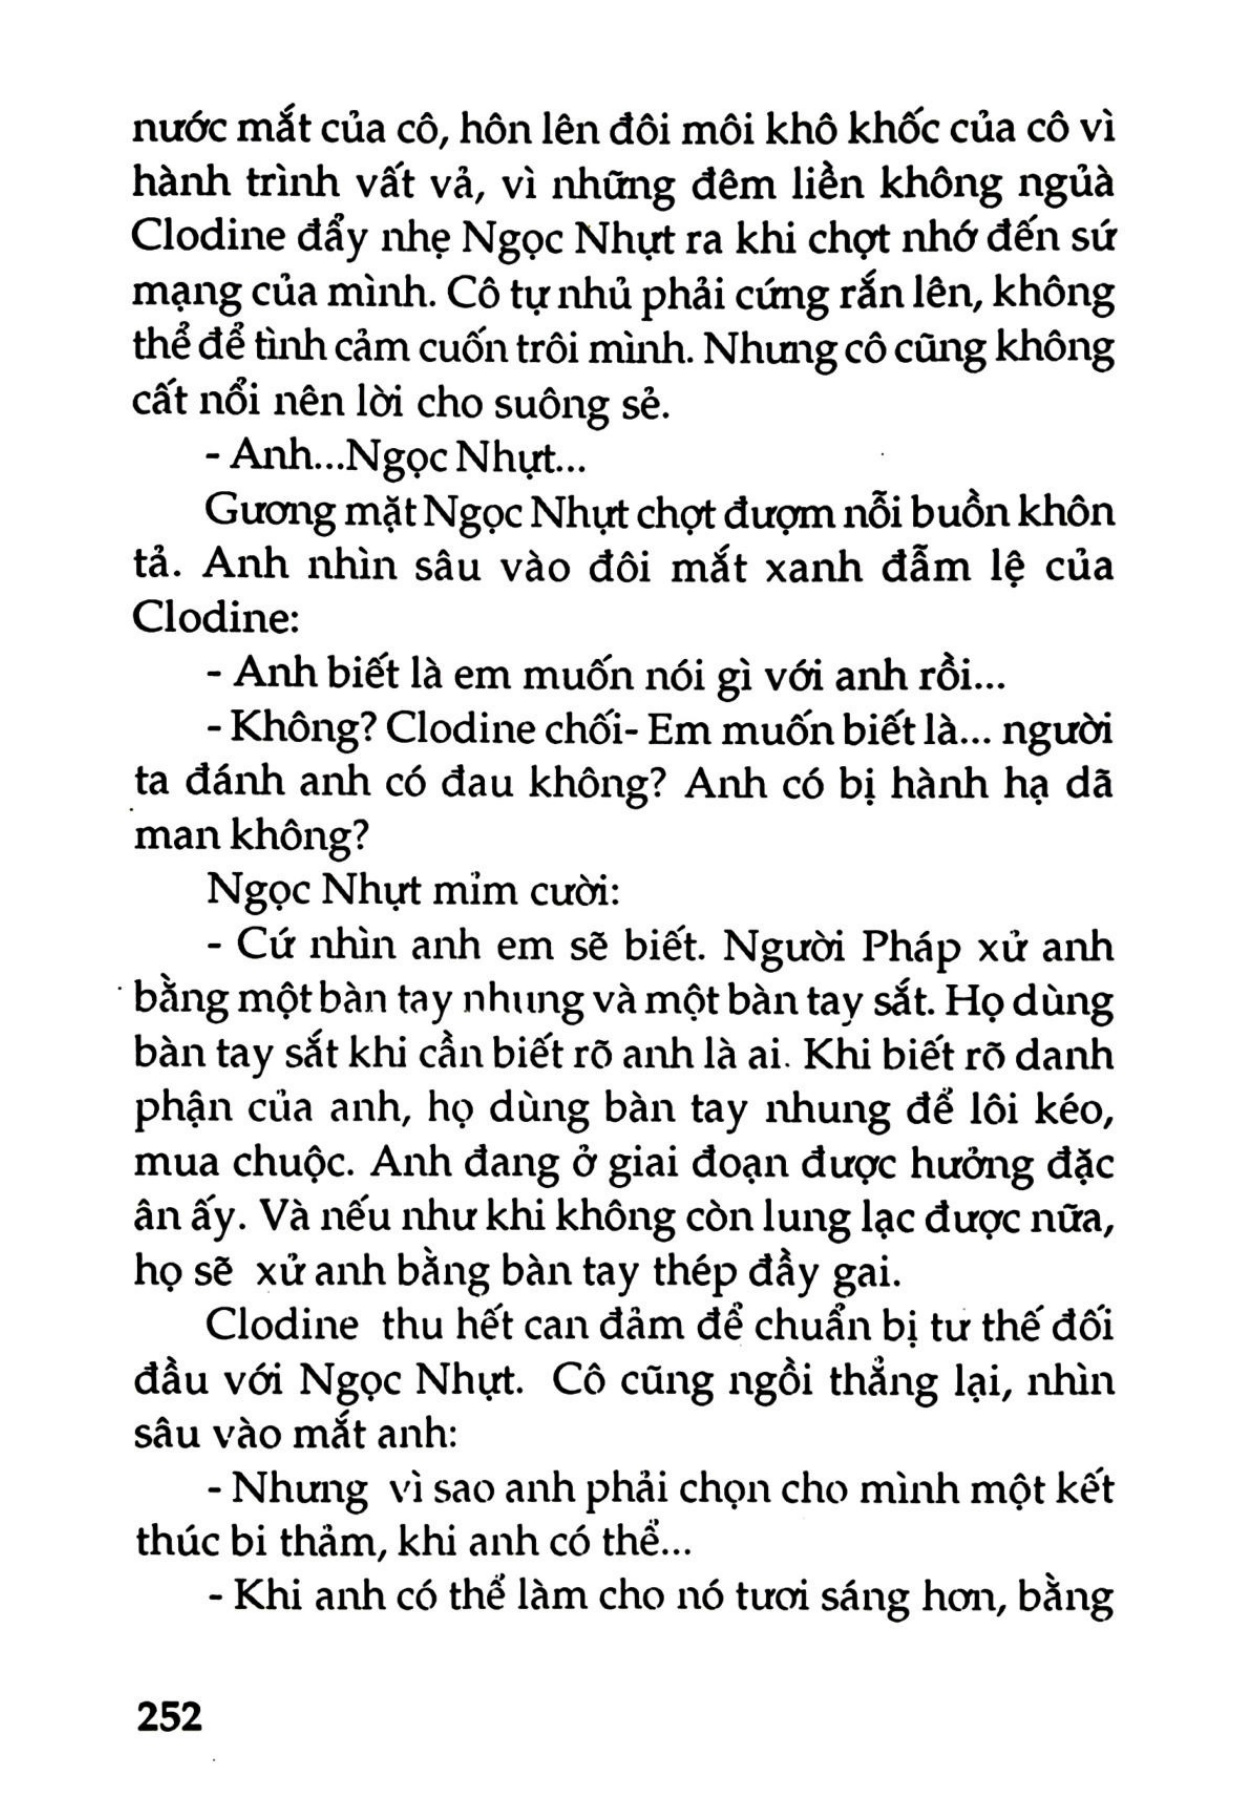 nước mắt của cô, hôn lên đôi môi khô khốc của cô vì
hành trình vất vả, vì những đêm liền không ngủà
Clodine đẩy nhẹ Ngọc Nhựt ra khi chợt nhớ đến sứ
mạng của mình. Cô tự nhủ phải cứng rắn lên, không
thể để tình cảm cuốn trôi mình. Nhưng cô cũng không
cất nổi nên lời cho suông sẻ.
- Anh...Ngọc Nhựt...
Gương mặt Ngọc Nhựt chợt đượm nỗi buồn khôn
tả. Anh nhìn sâu vào đôi mắt xanh đẫm lệ của
Clodine:
- Anh biết là em muốn nói gì với anh rồi...
- Không? Clodine chối- Em muốn biết là... người
ta đánh anh có đau không? Anh có bị hành hạ dã
man không?
Ngọc Nhựt mỉm cười:
- Cứ nhìn anh em sẽ biết. Người Pháp xử anh
bằng một bàn tay nhung và một bàn tay sắt. Họ dùng
bàn tay sắt khi cần biết rõ anh là ai. Khi biết rõ danh
phận của anh, họ dùng bàn tay nhung để lôi kéo,
mua chuộc. Anh đang ở giai đoạn được hưởng đặc
ân ấy. Và nếu như khi không còn lung lạc được nữa,
họ sẽ xử anh bằng bàn tay thép đầy gai.
Clodine thu hết can đảm để chuẩn bị tư thế đối
đầu với Ngọc Nhựt. Cô cũng ngồi thẳng lại, nhìn
sâu vào mắt anh:
- Nhưng vì sao anh phải chọn cho mình một kết
thúc bi thảm, khi anh có thể...
- Khi anh có thể làm cho nó tươi sáng hơn, bằng
252